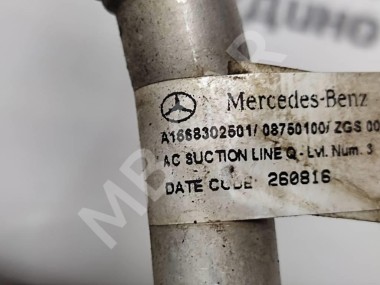 Mercedes-Benz
A1668302501/ 08750100/ ZGS 00
AC SUCTION LINE Q - Lvl. Num. 3
DATE CODE: 260816